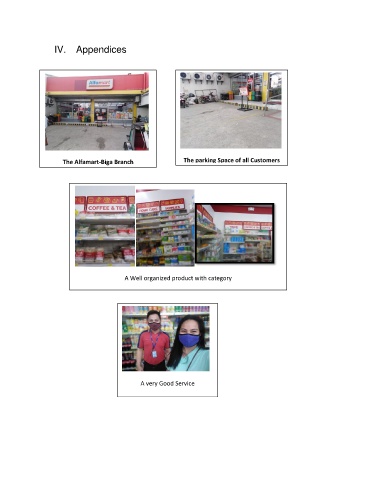 IV. Appendices
Alfamart
The Alfamart-Biga Branch
The parking Space of all Customers
COFFEE & TEA
A Well organized product with category
A very Good Service